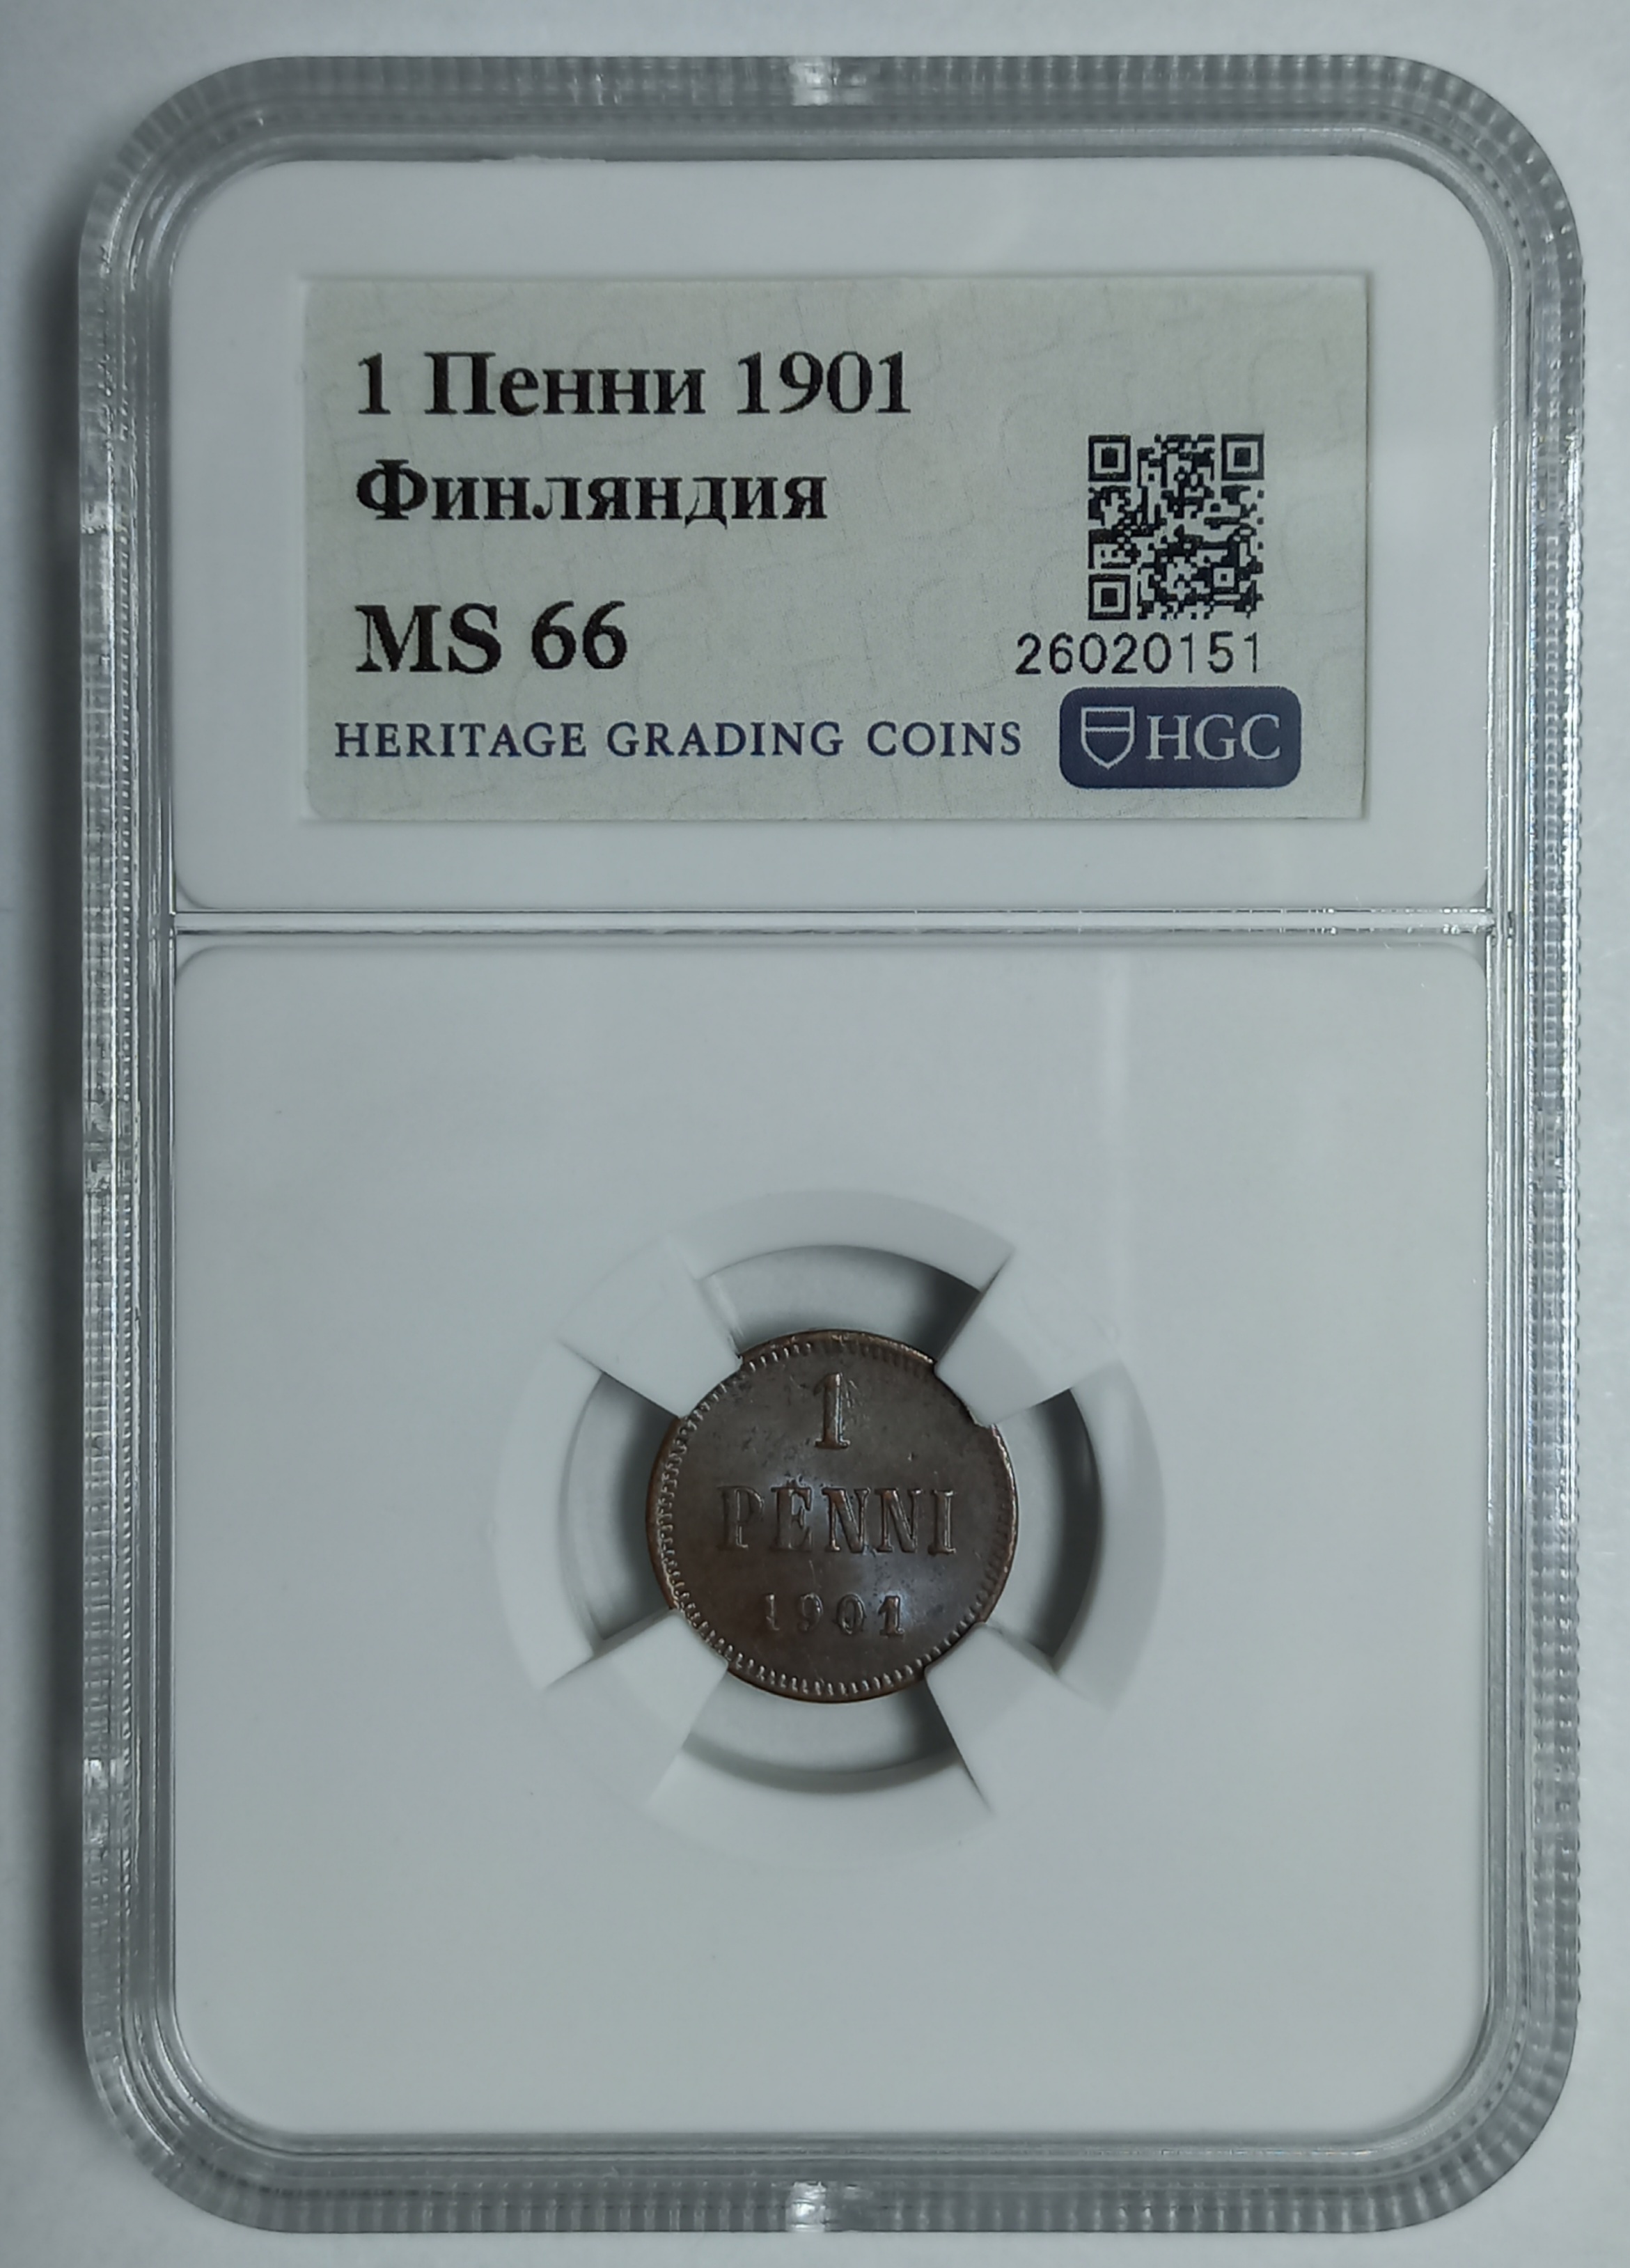 1 Пенни 1901
Финляндия
MS 66
26020151
HERITAGE GRADING COINS HGC
1
PENNI
1901